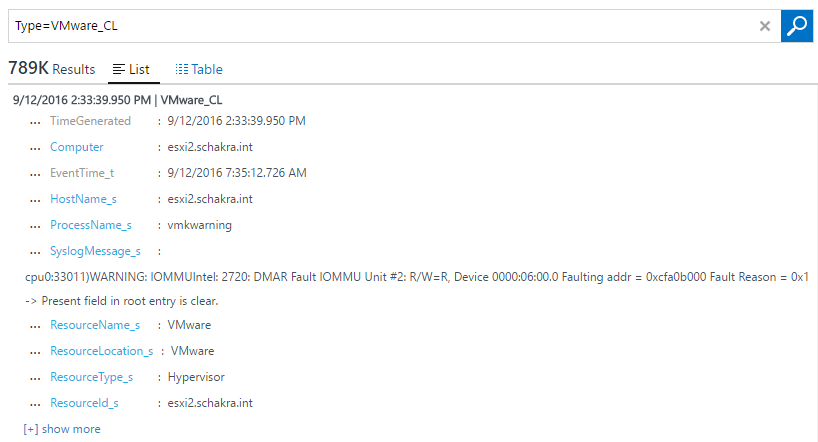 Type=VMware_CL
789K Results List Table
9/12/2016 2:33:39.950 PM | VMware_CL
... TimeGenerated : 9/12/2016 2:33:39.950 PM
... Computer : esxi2.schakra.int
... EventTime_t : 9/12/2016 7:35:12.726 AM
... HostName_s : esxi2.schakra.int
... ProcessName_s : vmkwarning
... SyslogMessage_s :
cpu0:33011)WARNING: IOMMUIntel: 2720: DMAR Fault IOMMU Unit #2: R/W=R, Device 0000:06:00.0 Faulting addr = 0xcfa0b000 Fault Reason = 0x1
-> Present field in root entry is clear.
... ResourceName_s : VMware
... ResourceLocation_s : VMware
... ResourceType_s : Hypervisor
... ResourceId_s : esxi2.schakra.int
[+] show more